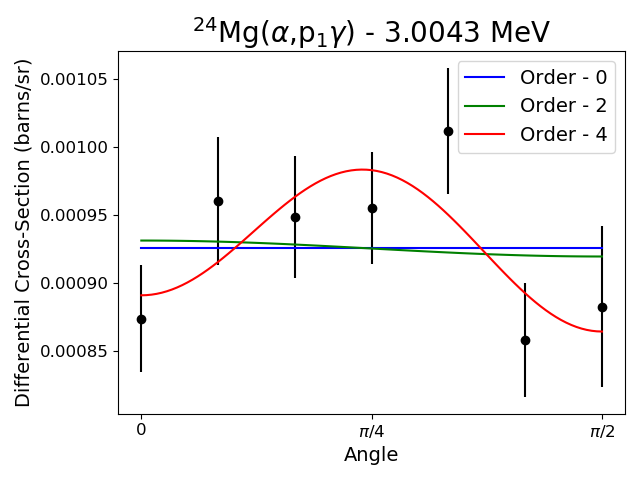 ²⁴Mg(α,p₁γ) - 3.0043 MeV
Order - 0
Order - 2
Order - 4
Differential Cross-Section (barns/sr)
0.00105
0.00100
0.00095
0.00090
0.00085
0
π/4
π/2
Angle